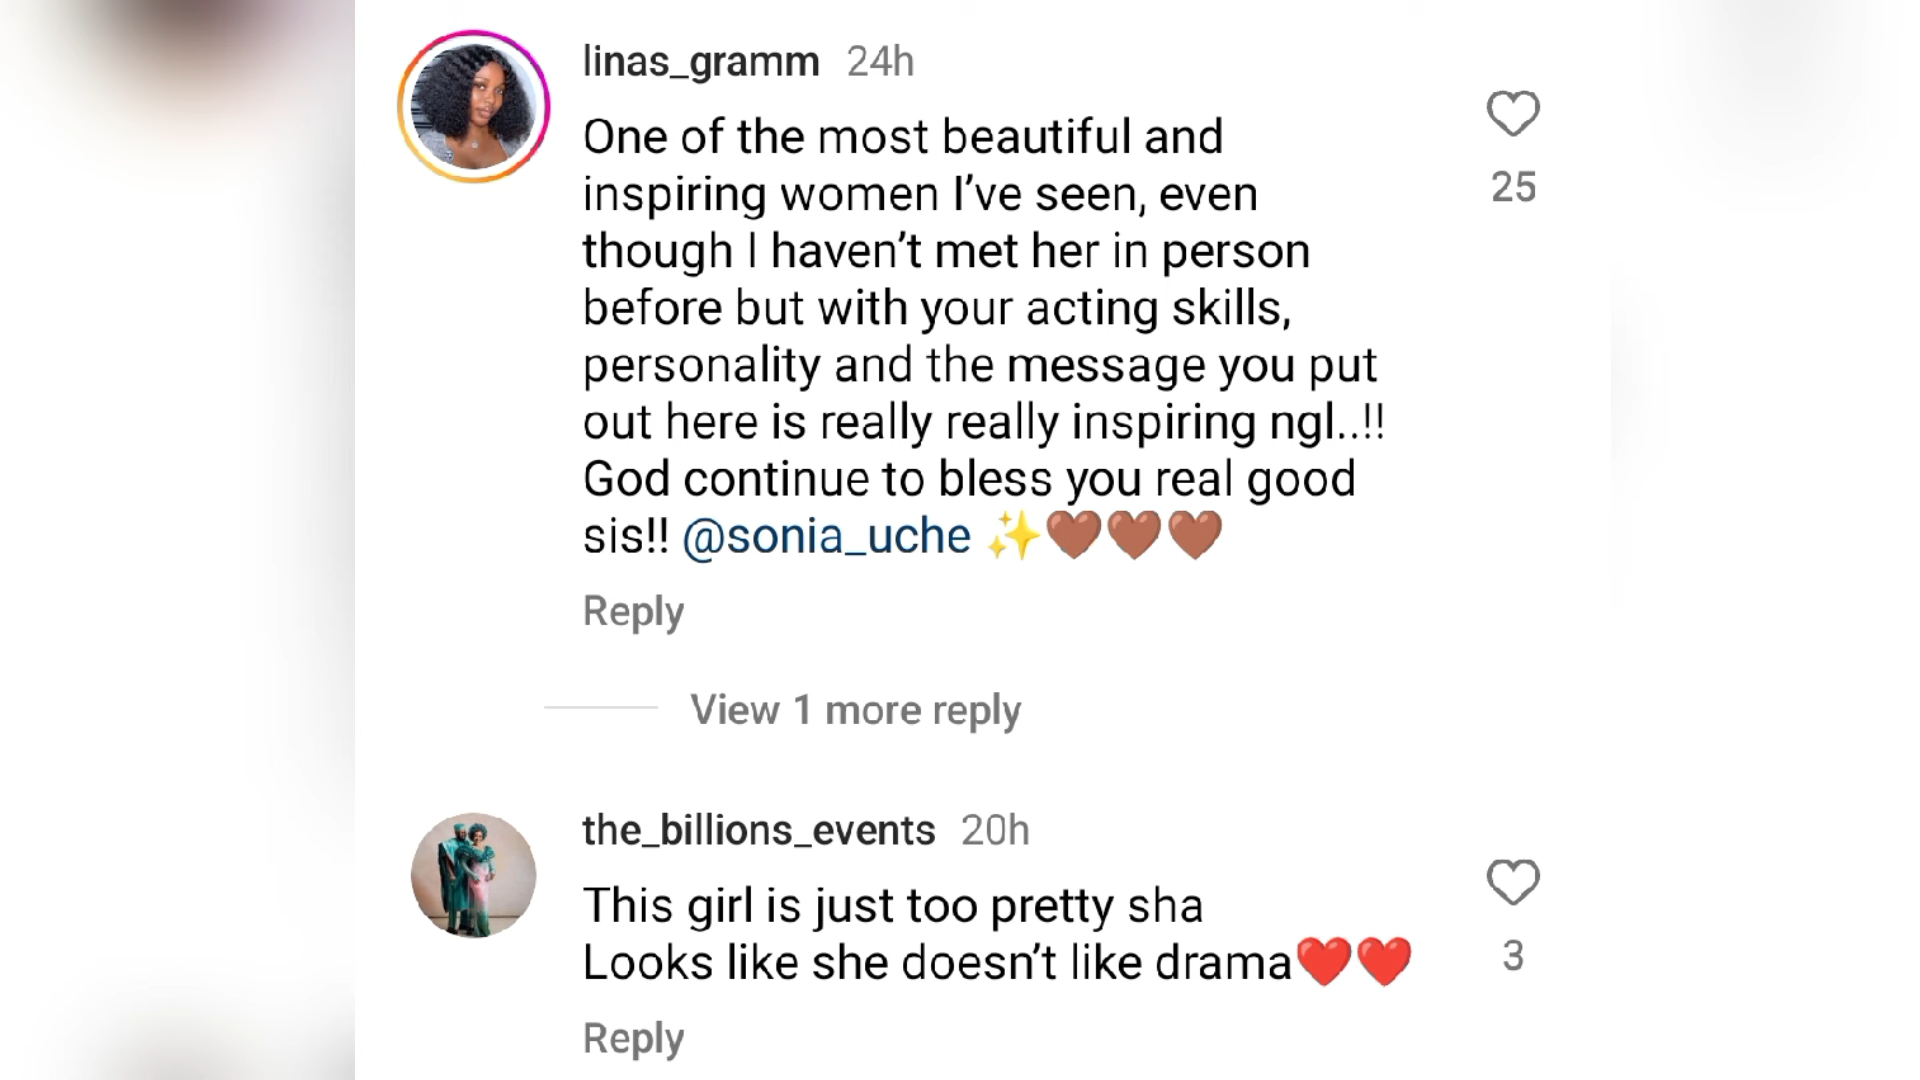 linas_gramm 24h
One of the most beautiful and
inspiring women I’ve seen, even
though I haven’t met her in person
before but with your acting skills,
personality and the message you put
out here is really really inspiring ngl..!!
God continue to bless you real good
sis!! @sonia_uche ✨🤎🤎🤎
25
Reply
View 1 more reply
the_billions_events 20h
This girl is just too pretty sha
Looks like she doesn’t like drama❤️❤️
3
Reply